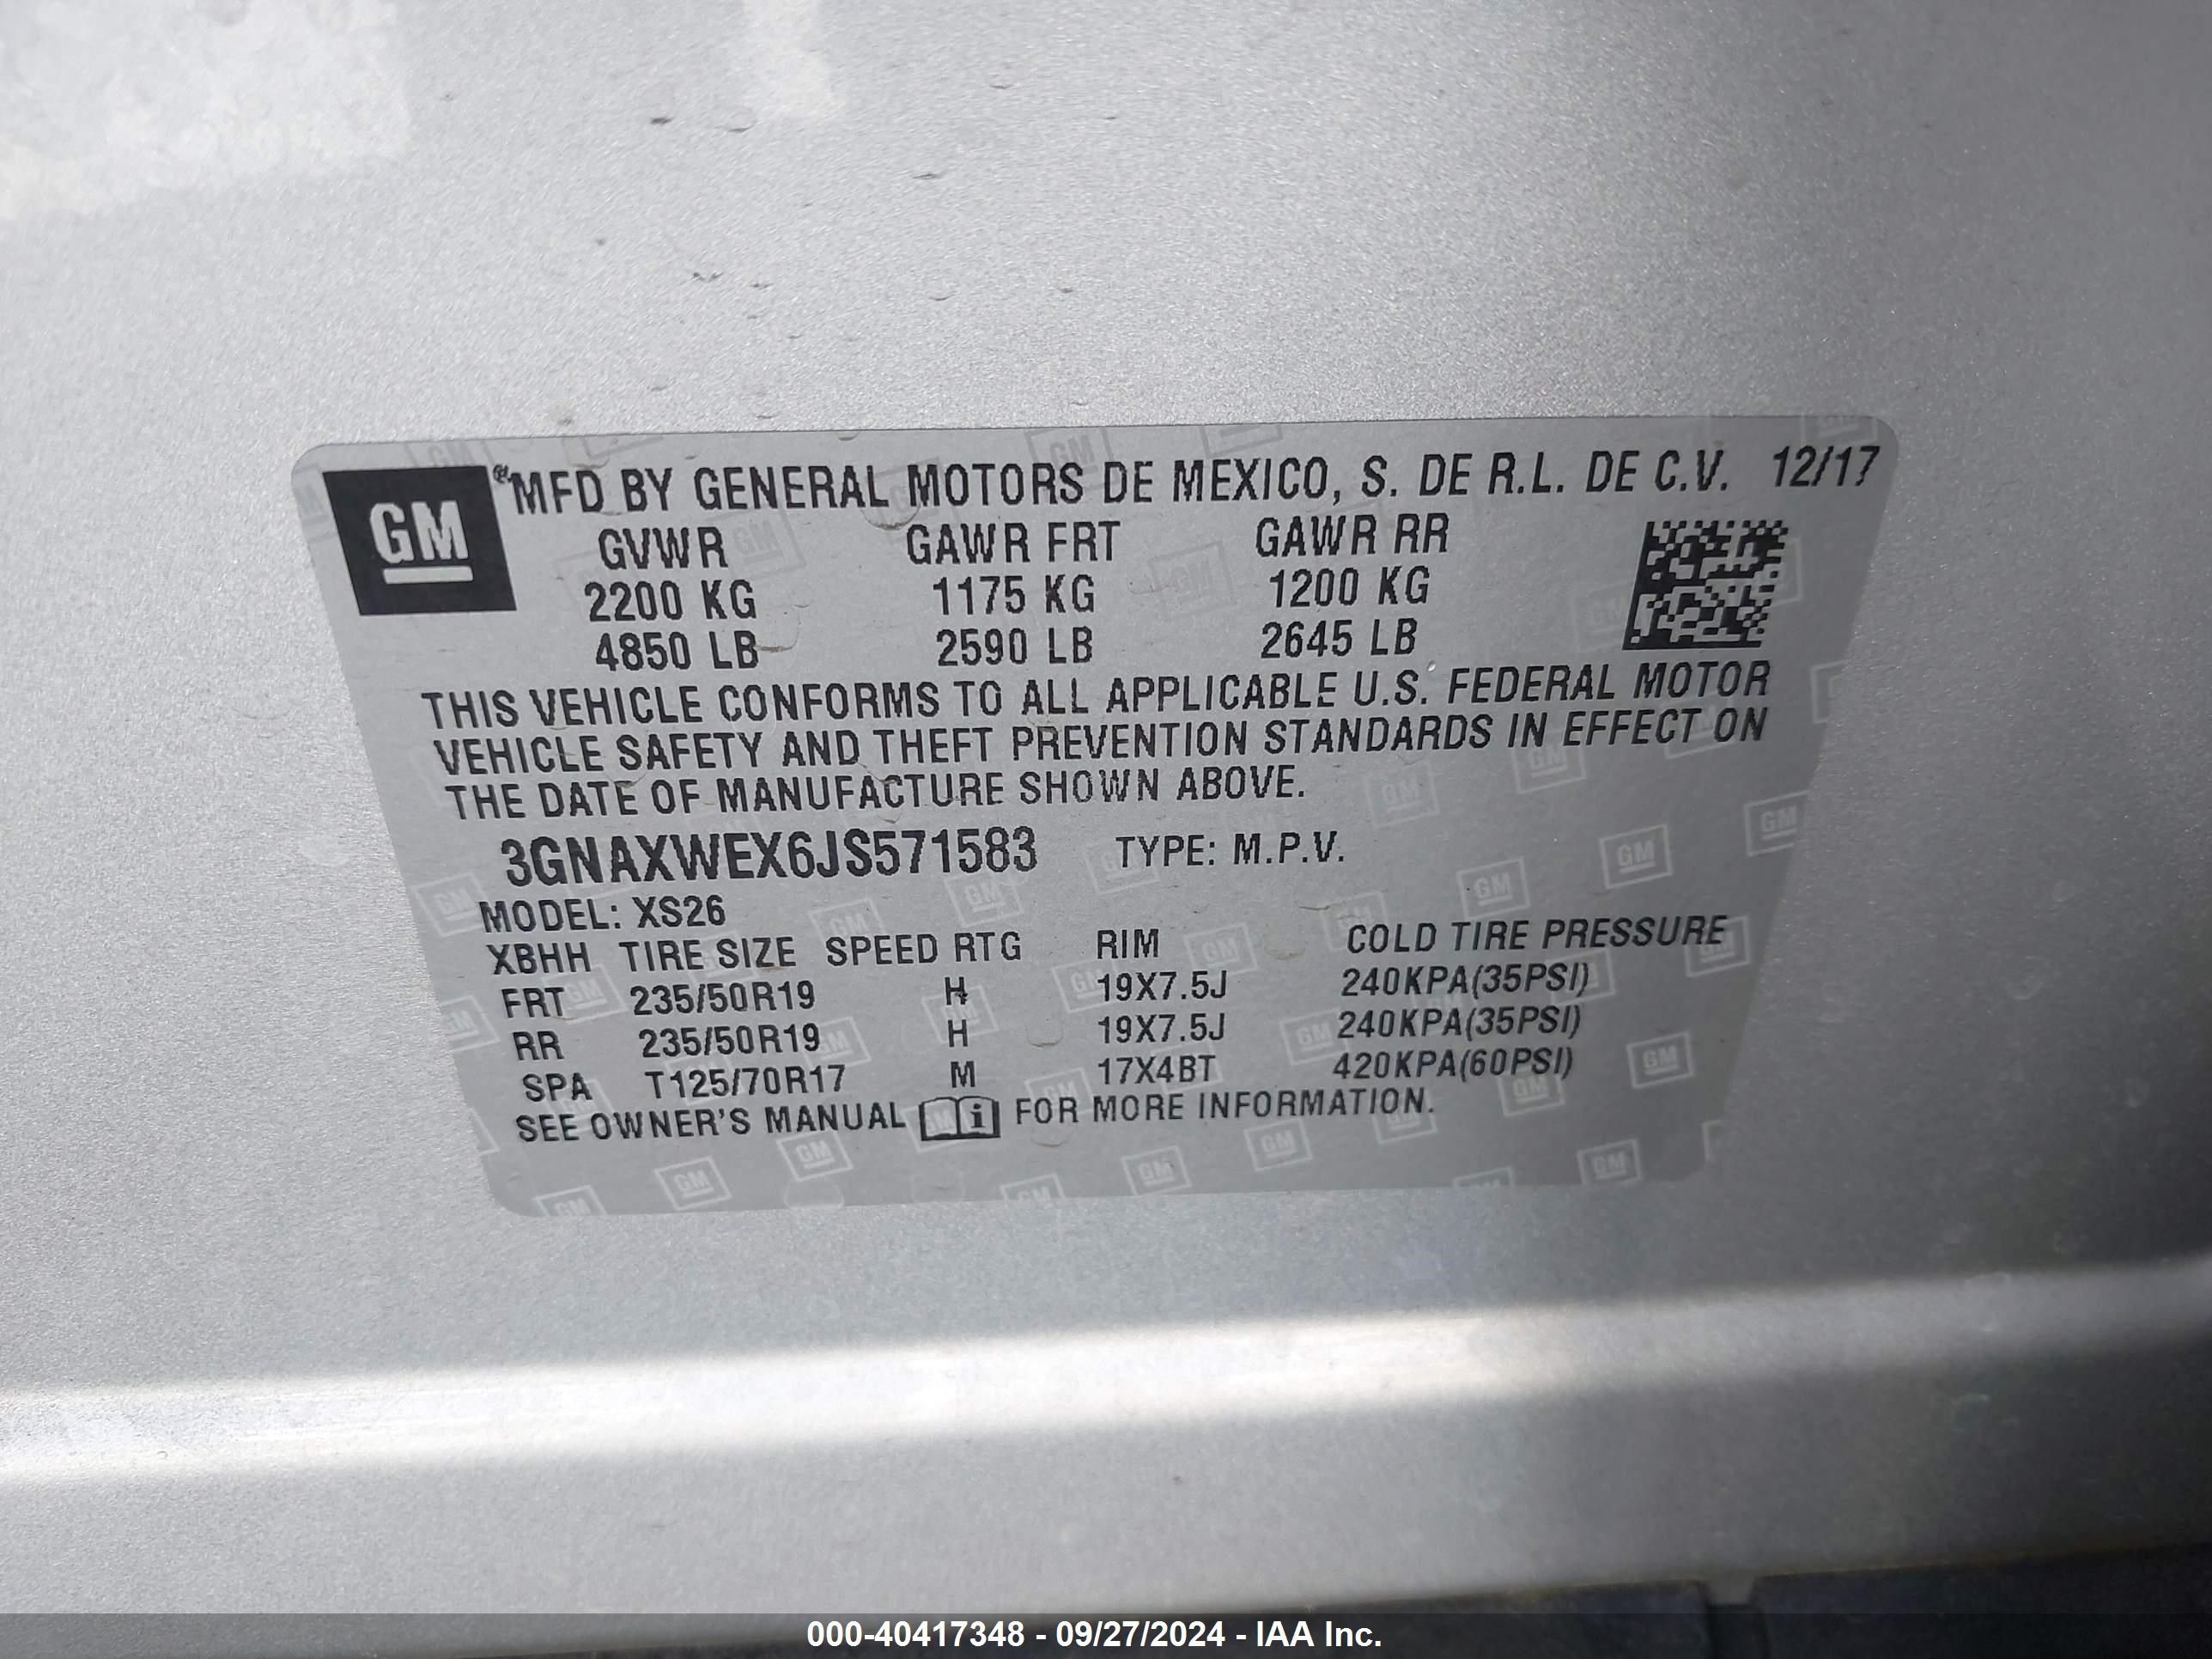 GM ®MFD BY GENERAL MOTORS DE MEXICO, S. DE R.L. DE C.V. 12/17
GVWR GAWR FRT GAWR RR
2200 KG 1175 KG 1200 KG
4850 LB 2590 LB 2645 LB
THIS VEHICLE CONFORMS TO ALL APPLICABLE U.S. FEDERAL MOTOR
VEHICLE SAFETY AND THEFT PREVENTION STANDARDS IN EFFECT ON
THE DATE OF MANUFACTURE SHOWN ABOVE.
3GNAXWEX6JS571583 TYPE: M.P.V.
MODEL: XS26
XBHH TIRE SIZE SPEED RTG RIM COLD TIRE PRESSURE
FRT 235/50R19 H 19X7.5J 240KPA(35PSI)
RR 235/50R19 H 19X7.5J 240KPA(35PSI)
SPA T125/70R17 M 17X4BT 420KPA(60PSI)
SEE OWNER'S MANUAL i FOR MORE INFORMATION.
000-40417348 - 09/27/2024 - IAA Inc.